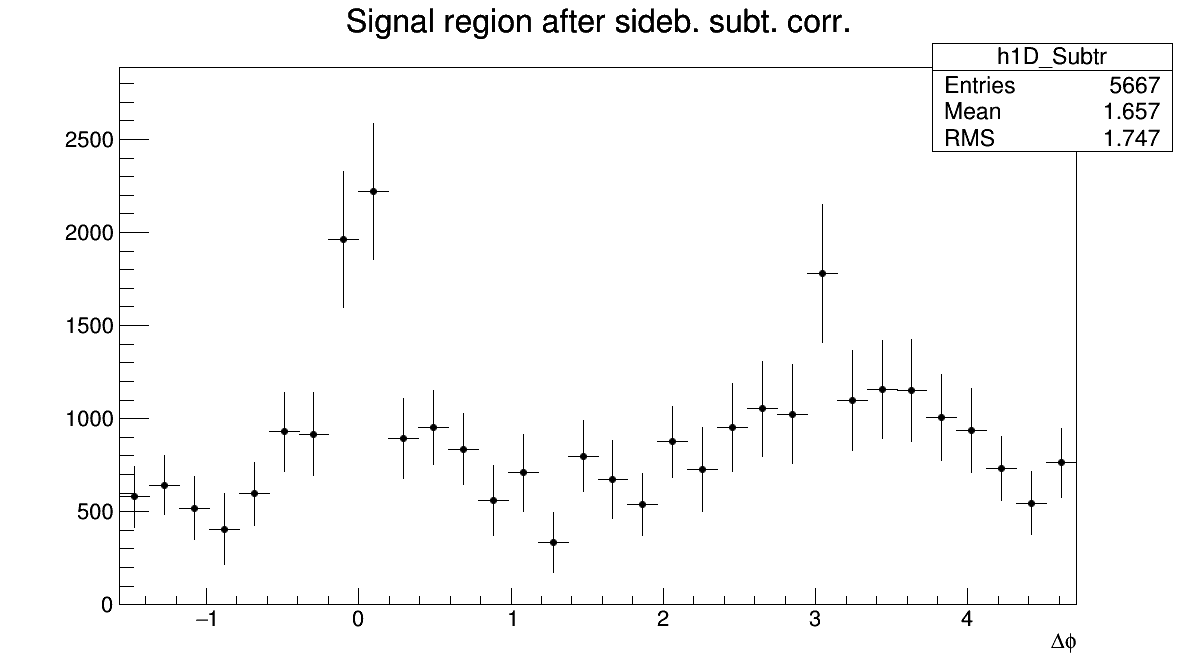 Signal region after sideb. subt. corr.
h1D_Subtr
Entries 5667
Mean 1.657
RMS 1.747
2500
2000
1500
1000
500
0
−1 0 1 2 3 4
Δϕ